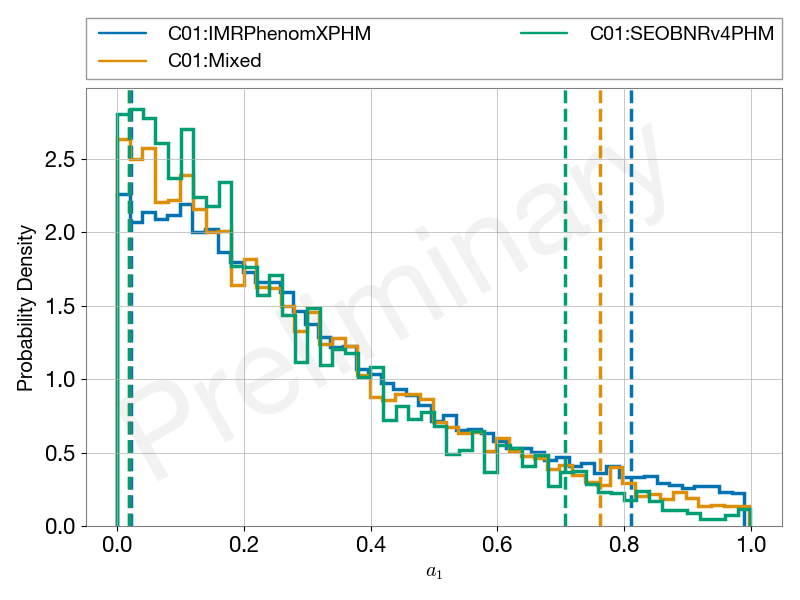 C01:IMRPhenomXPHM
C01:Mixed
C01:SEOBNRv4PHM
Probability Density
2.5
2.0
1.5
1.0
0.5
0.0
Preliminary
0.0 0.2 0.4 0.6 0.8 1.0
a₁